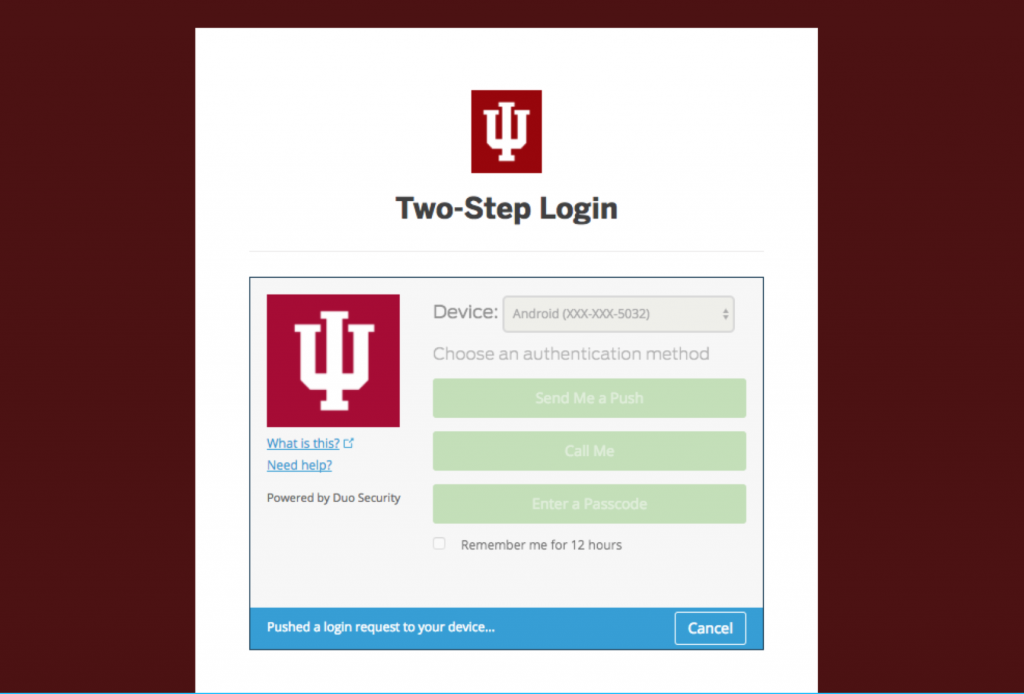 Two-Step Login
Device: Android (XXX-XXX-5032)
Choose an authentication method
Send Me a Push
Call Me
Enter a Passcode
Remember me for 12 hours
What is this?
Need help?
Powered by Duo Security
Pushed a login request to your device...
Cancel